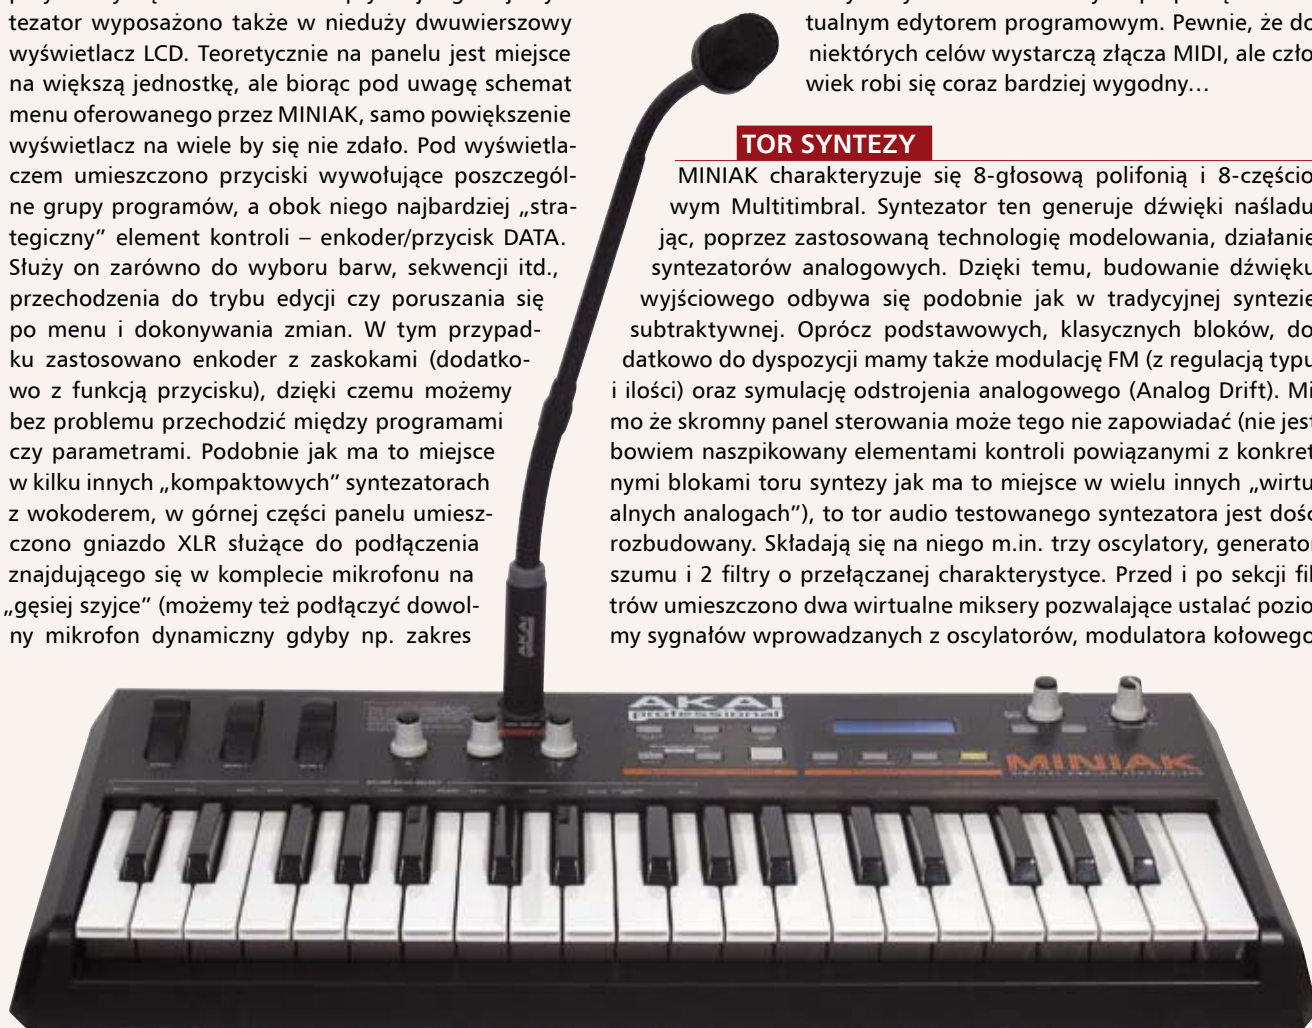 tezator wyposażono także w nieduży dwuwierszowy
wyświetlacz LCD. Teoretycznie na panelu jest miejsce
na większą jednostkę, ale biorąc pod uwagę schemat
menu oferowanego przez MINIAK, samo powiększenie
wyświetlacz na wiele by się nie zdało. Pod wyświetla-
czem umieszczono przyciski wywołujące poszczegól-
ne grupy programów, a obok niego najbardziej „stra-
tegiczny” element kontroli – enkoder/przycisk DATA.
Służy on zarówno do wyboru barw, sekwencji itd.,
przechodzenia do trybu edycji czy poruszania się
po menu i dokonywania zmian. W tym przypad-
ku zastosowano enkoder z zaskokami (dodatko-
wo z funkcją przycisku), dzięki czemu możemy
bez problemu przechodzić między programami
czy parametrami. Podobnie jak ma to miejsce
w kilku innych „kompaktowych” syntezatorach
z wokoderem, w górnej części panelu umiesz-
czono gniazdo XLR służące do podłączenia
znajdującego się w komplecie mikrofonu na
„gęsiej szyjce” (możemy też podłączyć dowol-
ny mikrofon dynamiczny gdyby np. zakres
tualnym edytorem programowym. Pewnie, że do
niektórych celów wystarczą złącza MIDI, ale czło
wiek robi się coraz bardziej wygodny…
TOR SYNTEZY
MINIAK charakteryzuje się 8-głosową polifonią i 8-częścio
wym Multitimbral. Syntezator ten generuje dźwięki naśladu
jąc, poprzez zastosowaną technologię modelowania, działanie
syntezatorów analogowych. Dzięki temu, budowanie dźwięku
wyjściowego odbywa się podobnie jak w tradycyjnej syntezie
subtraktywnej. Oprócz podstawowych, klasycznych bloków, do
datkowo do dyspozycji mamy także modulację FM (z regulacją typu
i ilości) oraz symulację odstrojenia analogowego (Analog Drift). Mi
mo że skromny panel sterowania może tego nie zapowiadać (nie jest
bowiem naszpikowany elementami kontroli powiązanymi z konkret
nymi blokami toru syntezy jak ma to miejsce w wielu innych „wirtu
alnych analogach”), to tor audio testowanego syntezatora jest dość
rozbudowany. Składają się na niego m.in. trzy oscylatory, generator
szumu i 2 filtry o przełączanej charakterystyce. Przed i po sekcji fil
trów umieszczono dwa wirtualne miksery pozwalające ustalać pozio
my sygnałów wprowadzanych z oscylatorów, modulatora kołowego
AKAI
AKAI
professional
MINIAK
VIRTUAL ANALOG SYNTHESIZER